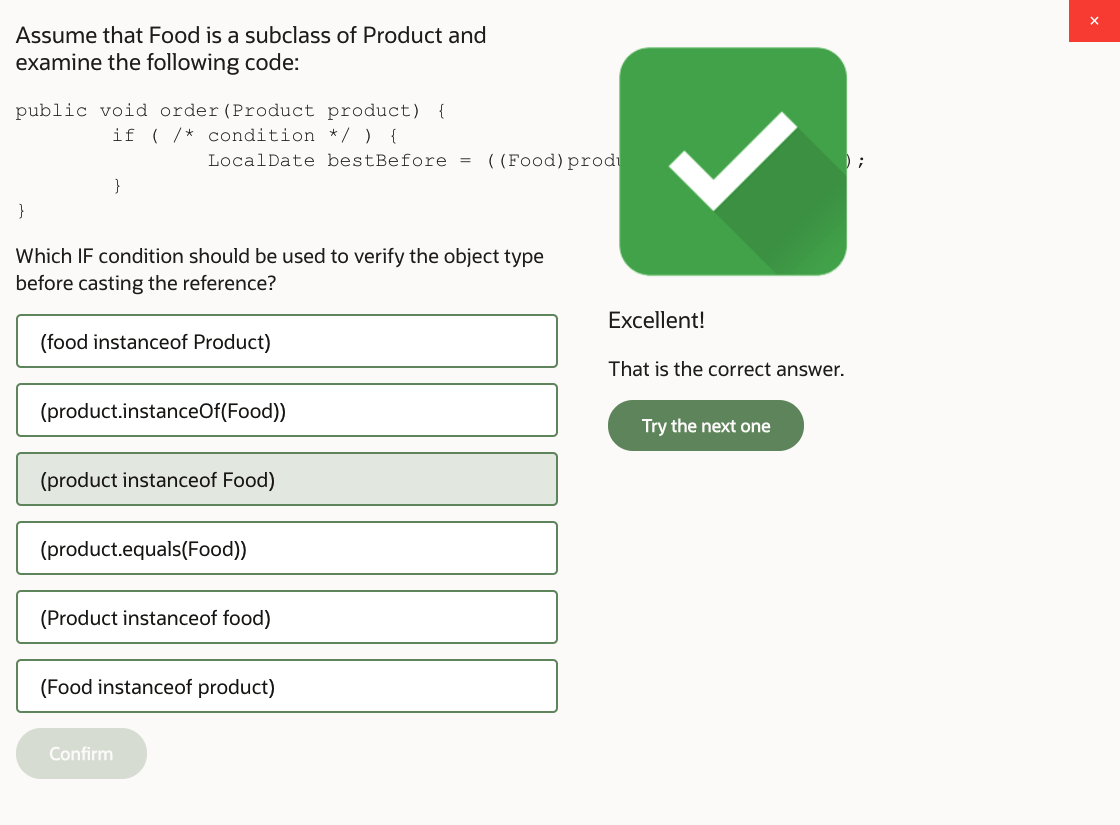 Assume that Food is a subclass of Product and
examine the following code:
public void order(Product product) {
if ( /* condition */ ) {
LocalDate bestBefore = ((Food)produ );
}
}
Which IF condition should be used to verify the object type
before casting the reference?
(food instanceof Product)
(product.instanceOf(Food))
(product instanceof Food)
(product.equals(Food))
(Product instanceof food)
(Food instanceof product)
Confirm
×
Excellent!
That is the correct answer.
Try the next one